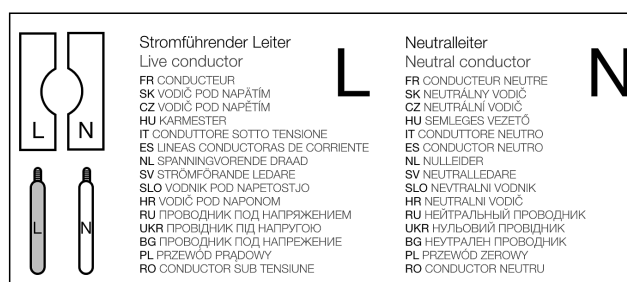 L N
L N
Stromführender Leiter
Live conductor
FR CONDUCTEUR
SK VODIČ POD NAPÄTÍM
CZ VODIČ POD NAPĚTÍM
HU KARMESTER
IT CONDUTTORE SOTTO TENSIONE
ES LINEAS CONDUCTORAS DE CORRIENTE
NL SPANNINGVORENDE DRAAD
SV STRÖMFÖRANDE LEDARE
SLO VODNIK POD NAPETOSTJO
HR VODIČ POD NAPONOM
RU ПРОВОДНИК ПОД НАПРЯЖЕНИЕМ
UKR ПРОВІДНИК ПІД НАПРУГОЮ
BG ПРОВОДНИК ПОД НАПРЕЖЕНИЕ
PL PRZEWÓD PRĄDOWY
RO CONDUCTOR SUB TENSIUNE
L
Neutralleiter
Neutral conductor
FR CONDUCTEUR NEUTRE
SK NEUTRÁLNY VODIČ
CZ NEUTRÁLNÍ VODIČ
HU SEMLEGES VEZETŐ
IT CONDUTTORE NEUTRO
ES CONDUCTOR NEUTRO
NL NULLEIDER
SV NEUTRALLEDARE
SLO NEVTRALNI VODNIK
HR NEUTRALNI VODIČ
RU НЕЙТРАЛЬНЫЙ ПРОВОДНИК
UKR НУЛЬОВИЙ ПРОВІДНИК
BG НЕУТРАЛЕН ПРОВОДНИК
PL PRZEWÓD ZEROWY
RO CONDUCTOR NEUTRU
N